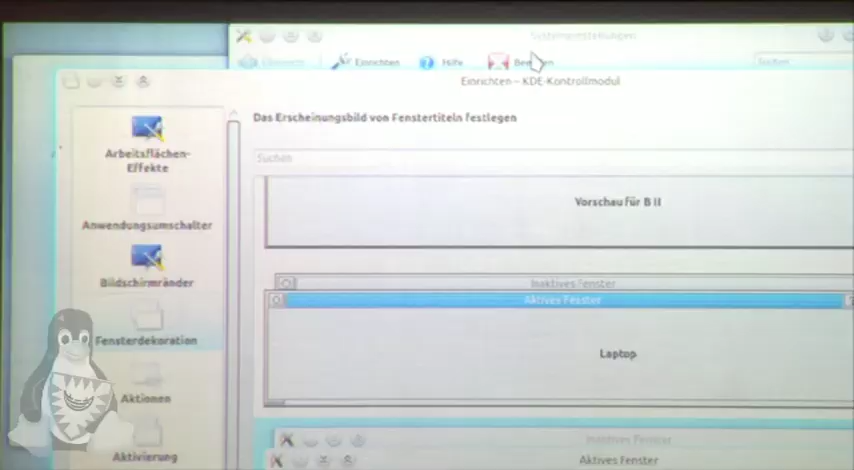 Systemeinstellungen
Einrichten
Hilfe
Suchen
Einrichten – KDE-Kontrollmodul
Das Erscheinungsbild von Fenstertiteln festlegen
Suchen
Arbeitsflächen-
Effekte
Anwendungsumschalter
Bildschirmränder
Fensterdekoration
Aktionen
Aktivierung
Vorschau für B II
Inaktives Fenster
Aktives Fenster
Laptop
Inaktives Fenster
Aktives Fenster